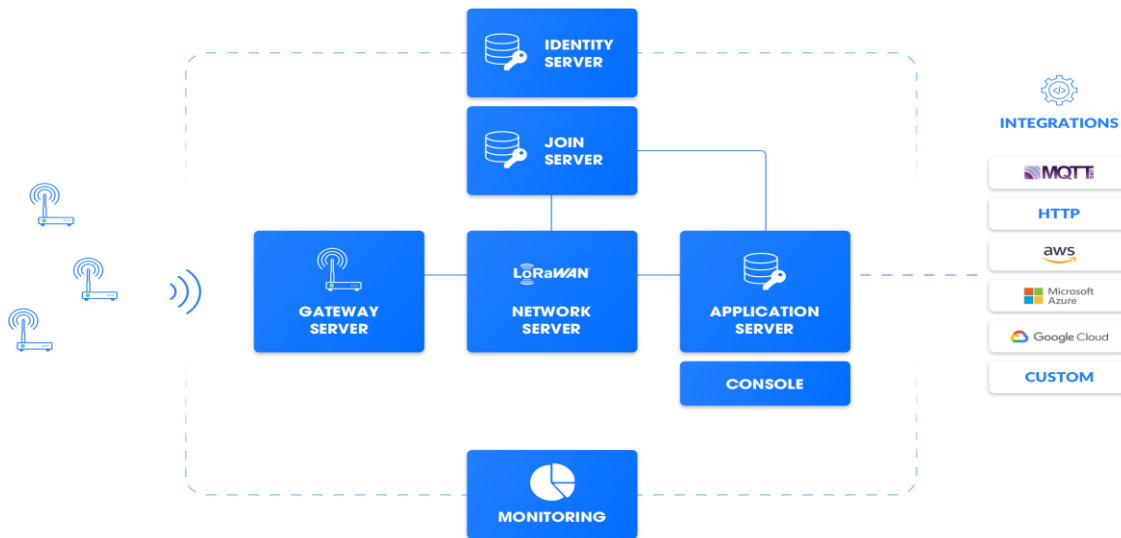 IDENTITY
SERVER
JOIN
SERVER
GATEWAY
SERVER
LoRaWAN
NETWORK
SERVER
APPLICATION
SERVER
CONSOLE
MONITORING
INTEGRATIONS
MQTT
HTTP
aws
Microsoft
Azure
Google Cloud
CUSTOM